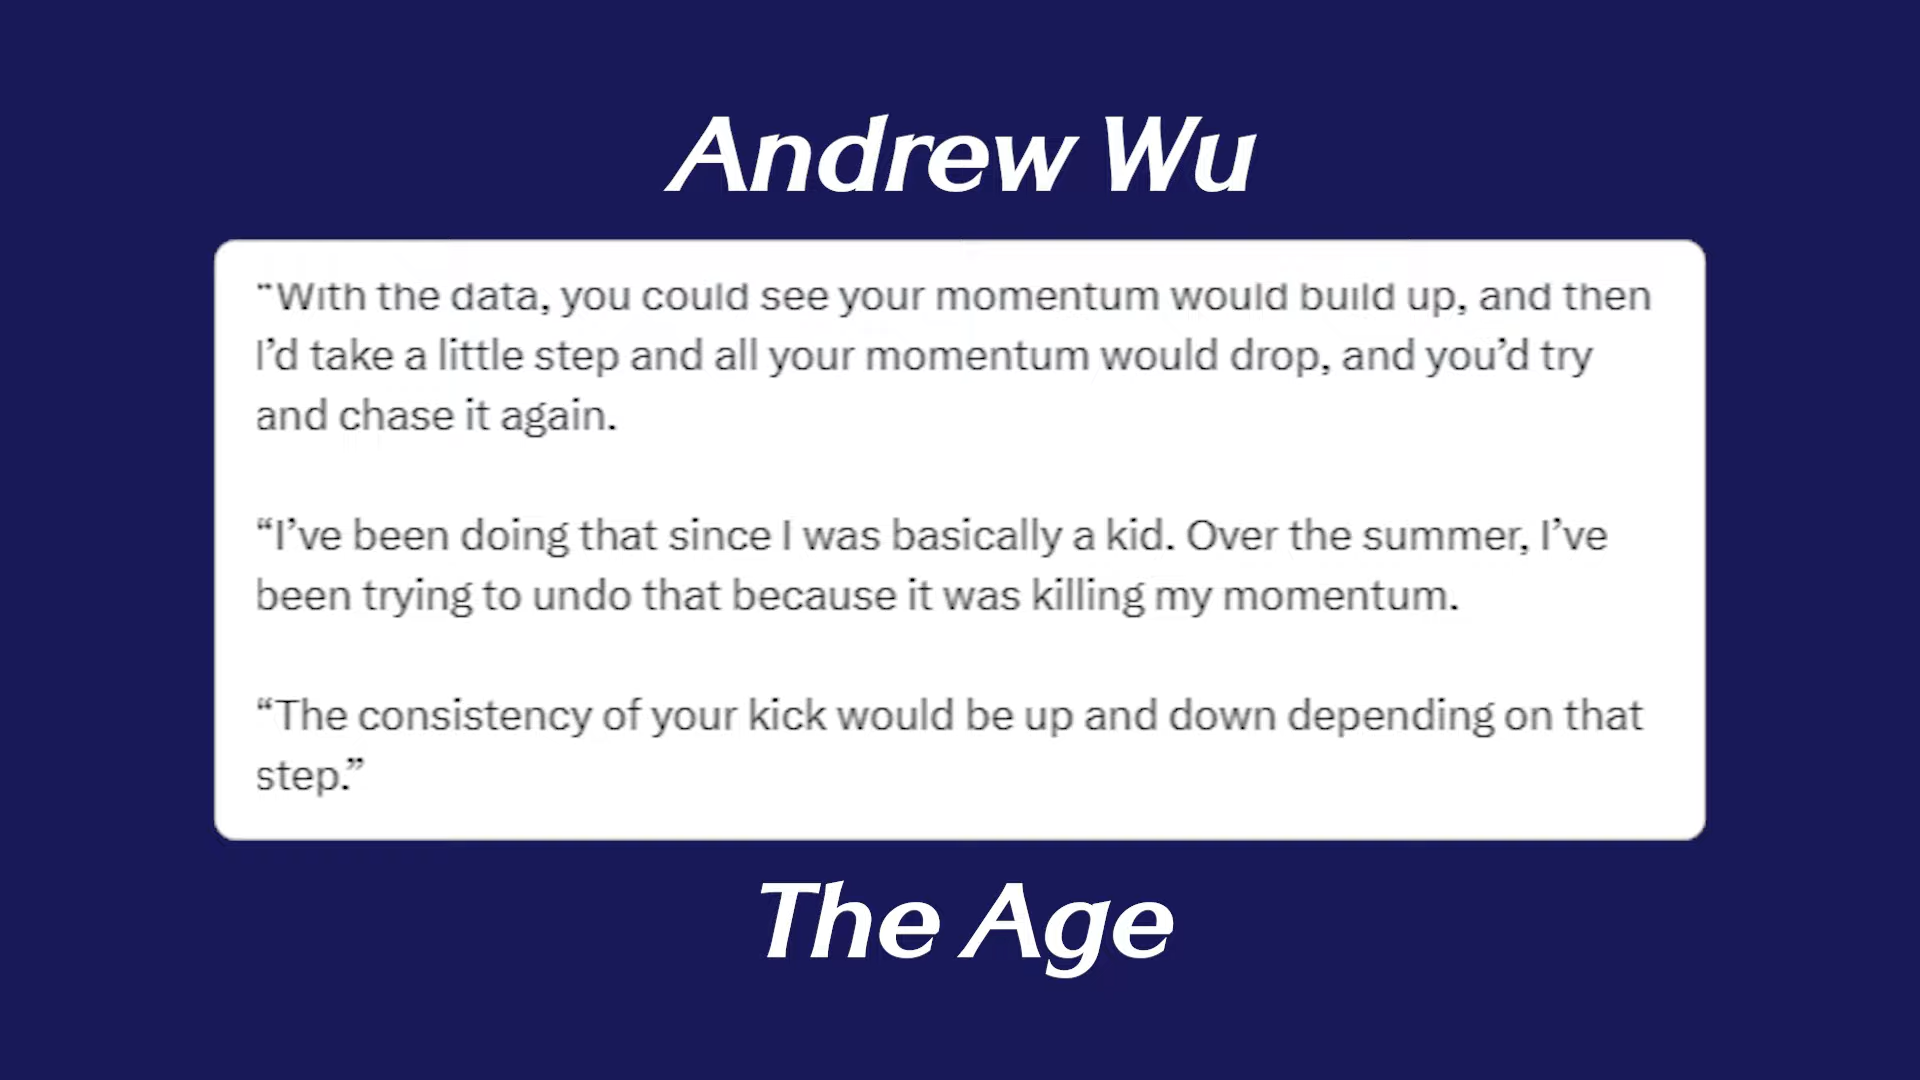 Andrew Wu
“With the data, you could see your momentum would build up, and then
I’d take a little step and all your momentum would drop, and you’d try
and chase it again.
“I’ve been doing that since I was basically a kid. Over the summer, I’ve
been trying to undo that because it was killing my momentum.
“The consistency of your kick would be up and down depending on that
step.”
The Age